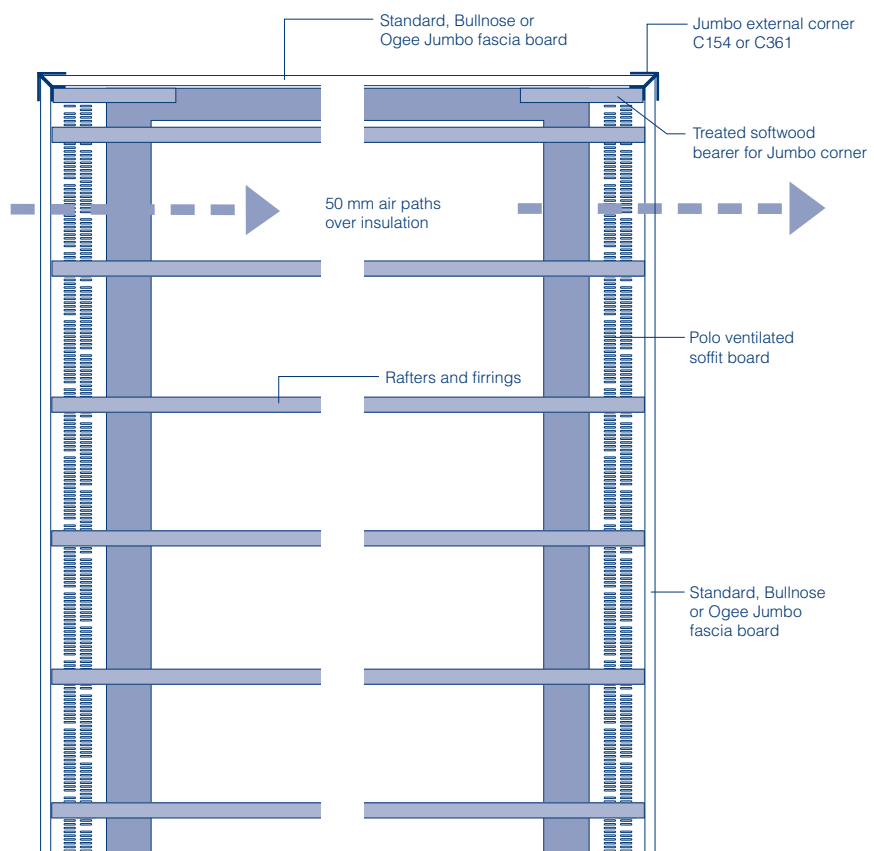 Standard, Bullnose or
Ogee Jumbo fascia board
Jumbo external corner
C154 or C361
Treated softwood
bearer for Jumbo corner
50 mm air paths
over insulation
Polo ventilated
soffit board
Rafters and firrings
Standard, Bullnose
or Ogee Jumbo
fascia board